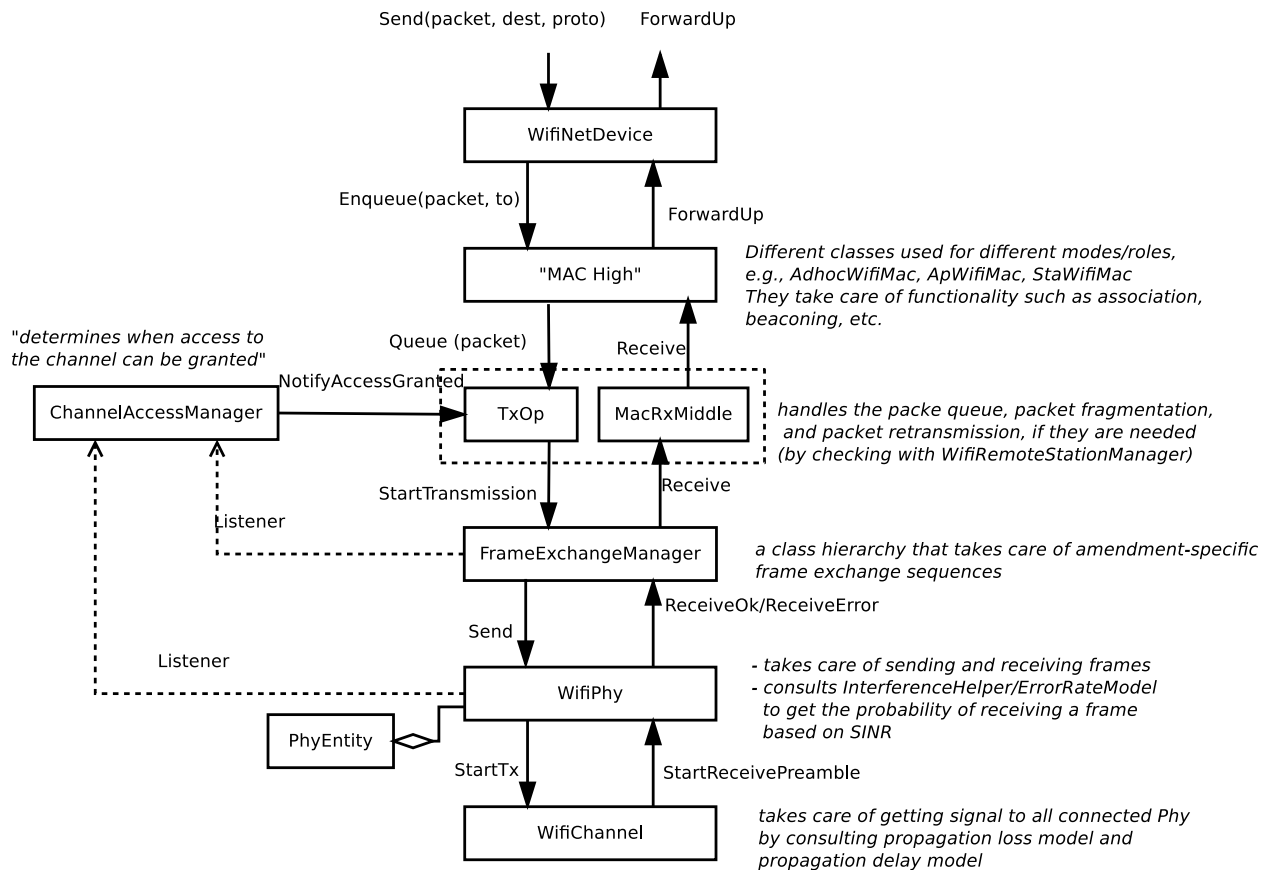 Send(packet, dest, proto)
ForwardUp
WifiNetDevice
Enqueue(packet, to)
ForwardUp
"MAC High"
Different classes used for different modes/roles,
e.g., AdhocWifiMac, ApWifiMac, StaWifiMac
They take care of functionality such as association,
beaconing, etc.
"determines when access to
the channel can be granted"
Queue (packet)
Receive
NotifyAccessGranted
ChannelAccessManager
TxOp
MacRxMiddle
handles the packe queue, packet fragmentation,
and packet retransmission, if they are needed
(by checking with WifiRemoteStationManager)
StartTransmission
Receive
Listener
FrameExchangeManager
a class hierarchy that takes care of amendment-specific
frame exchange sequences
ReceiveOk/ReceiveError
Send
Listener
WifiPhy
- takes care of sending and receiving frames
- consults InterferenceHelper/ErrorRateModel
to get the probability of receiving a frame
based on SINR
PhyEntity
StartTx
StartReceivePreamble
WifiChannel
takes care of getting signal to all connected Phy
by consulting propagation loss model and
propagation delay model